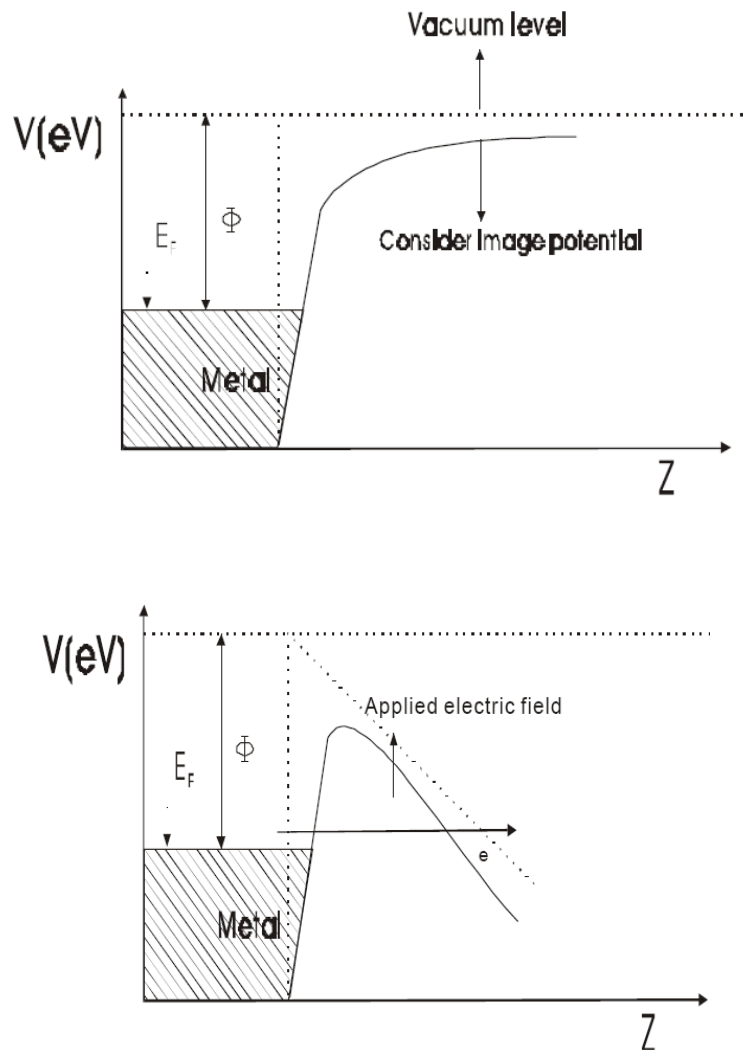 Vacuum level
V(eV)
E_F
Φ
Consider Image potential
Metal
Z
V(eV)
Applied electric field
Φ
E_F
e
Metal
Z